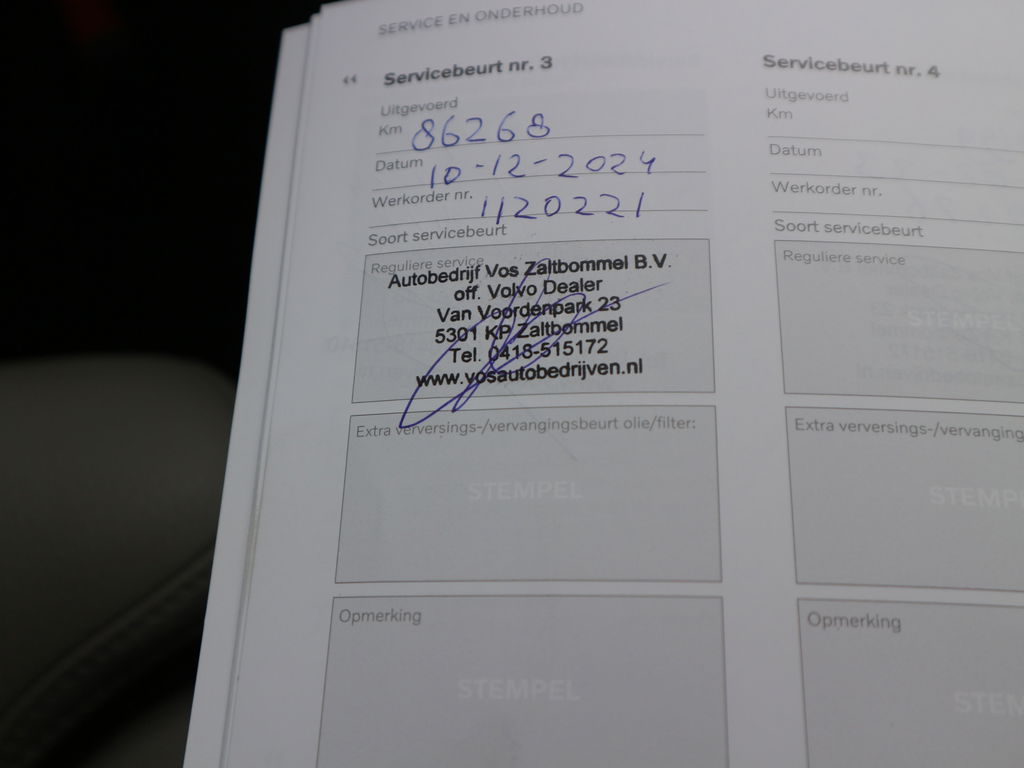 SERVICE EN ONDERHOUD
Servicebeurt nr. 3
Uitgevoerd
Km 86268
Datum 10-12-2024
Werkorder nr. 1120221
Soort servicebeurt
Reguliere service
Autobedrijf Vos Zaltbommel B.V.
off. Volvo Dealer
Van Voordenpark 23
5301 KP Zaltbommel
Tel. 0418-515172
www.vosautobedrijven.nl
Extra verversings-/vervangingsbeurt olie/filter:
STEMPEL
Opmerking
STEMPEL
Servicebeurt nr. 4
Uitgevoerd
Km
Datum
Werkorder nr.
Soort servicebeurt
Reguliere service
STEMPEL
Extra verversings-/vervanging
STEMP
Opmerking
STEM